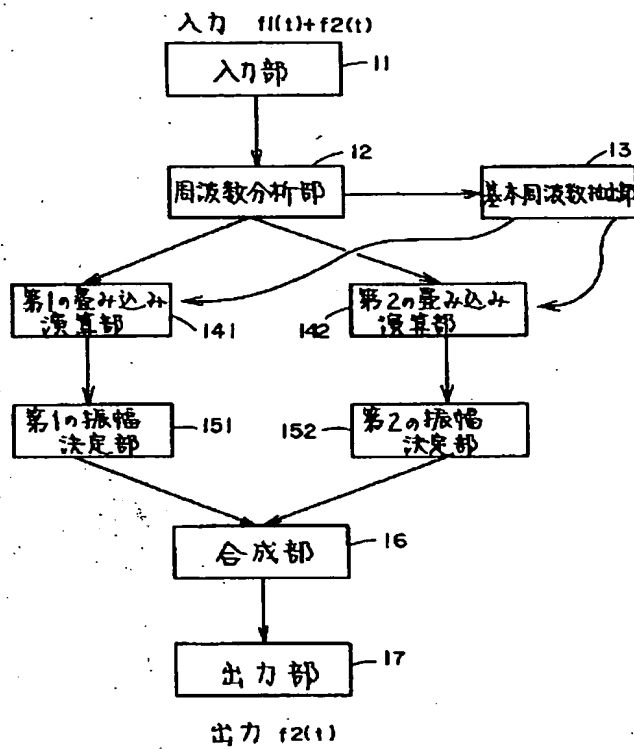 入力 f1(t)+f2(t)
入力部
11
12
13
周波数分析部
基本周波数抽出部
第1の畳み込み
演算部
141
142
第2の畳み込み
演算部
第1の振幅
決定部
151
152
第2の振幅
決定部
合成部
16
出力部
17
出力 f2(t)